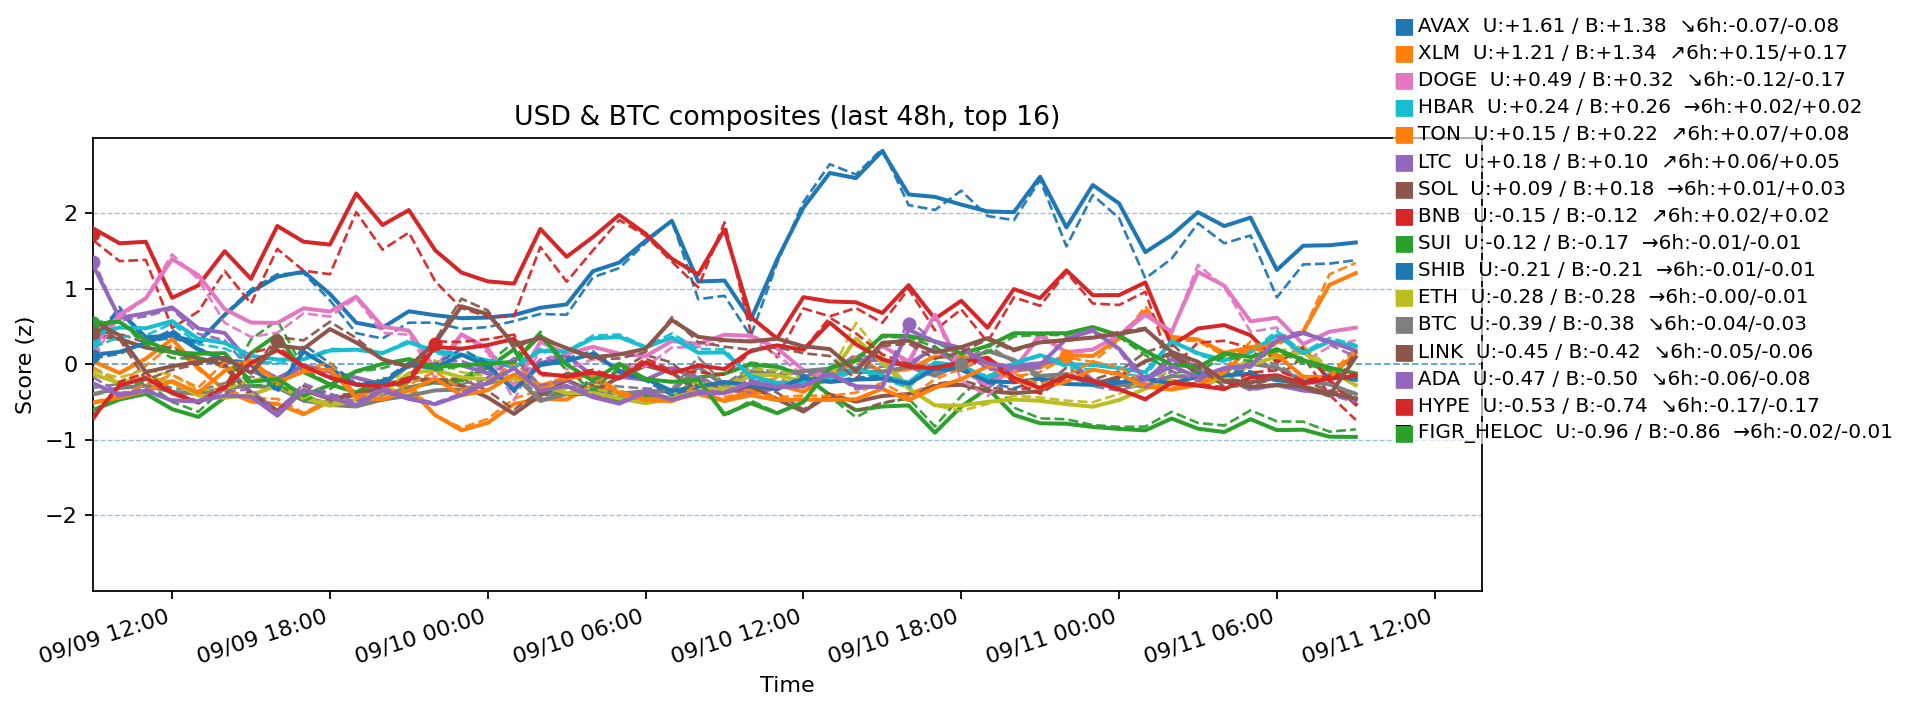 USD & BTC composites (last 48h, top 16)
AVAX  U:+1.61 / B:+1.38  ↘6h:-0.07/-0.08
XLM  U:+1.21 / B:+1.34  ↗6h:+0.15/+0.17
DOGE  U:+0.49 / B:+0.32  ↘6h:-0.12/-0.17
HBAR  U:+0.24 / B:+0.26  →6h:+0.02/+0.02
TON  U:+0.15 / B:+0.22  ↗6h:+0.07/+0.08
LTC  U:+0.18 / B:+0.10  ↗6h:+0.06/+0.05
SOL  U:+0.09 / B:+0.18  →6h:+0.01/+0.03
BNB  U:-0.15 / B:-0.12  ↗6h:+0.02/+0.02
SUI  U:-0.12 / B:-0.17  →6h:-0.01/-0.01
SHIB  U:-0.21 / B:-0.21  →6h:-0.01/-0.01
ETH  U:-0.28 / B:-0.28  →6h:-0.00/-0.01
BTC  U:-0.39 / B:-0.38  ↘6h:-0.04/-0.03
LINK  U:-0.45 / B:-0.42  ↘6h:-0.05/-0.06
ADA  U:-0.47 / B:-0.50  ↘6h:-0.06/-0.08
HYPE  U:-0.53 / B:-0.74  ↘6h:-0.17/-0.17
FIGR_HELOC  U:-0.96 / B:-0.86  →6h:-0.02/-0.01
Score (z)
2
1
0
−1
−2
09/09 12:00
09/09 18:00
09/10 00:00
09/10 06:00
09/10 12:00
09/10 18:00
09/11 00:00
09/11 06:00
09/11 12:00
Time